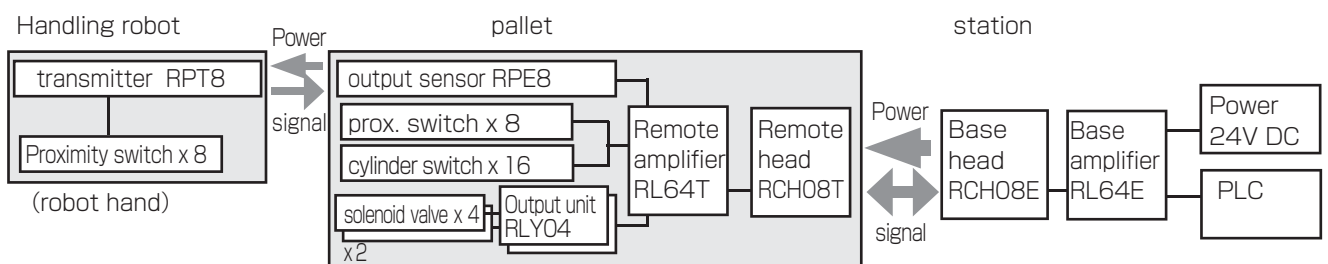 Handling robot
pallet
station
Power
signal
transmitter RPT8
Proximity switch x 8
(robot hand)
output sensor RPE8
prox. switch x 8
cylinder switch x 16
solenoid valve x 4
x2
Output unit
RLY04
Remote
amplifier
RL64T
Remote
head
RCH08T
Power
signal
Base
head
RCH08E
Base
amplifier
RL64E
Power
24V DC
PLC